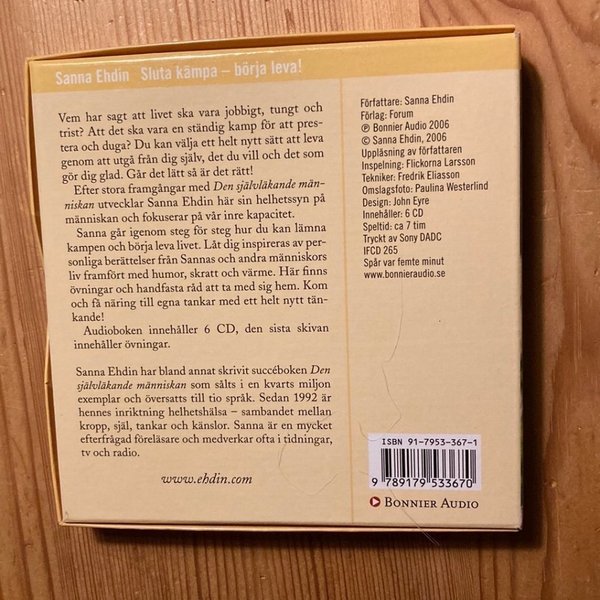 Sanna Ehdin Sluta kämpa – börja leva!
Vem har sagt att livet ska vara jobbigt, tungt och
trist? Att det ska vara en ständig kamp för att pres-
tera och duga? Du kan välja ett helt nytt sätt att leva
genom att utgå från dig själv, det du vill och det som
gör dig glad. Går det lätt så är det rätt!
Efter stora framgångar med Den självläkande män-
niskan utvecklar Sanna Ehdin här sin helhetssyn på
människan och fokuserar på vår inre kapacitet.
Sanna går igenom steg för steg hur du kan lämna
kampen och börja leva livet. Låt dig inspireras av per-
sonliga berättelser från Sannas och andra människors
liv framfört med humor, skratt och värme. Här finns
övningar och handfasta råd att ta med sig hem. Kom
och få näring till egna tankar med ett helt nytt tän-
kande!
Audioboken innehåller 6 CD, den sista skivan
innehåller övningar.
Sanna Ehdin har bland annat skrivit succéboken Den
självläkande människan som sålts i en kvarts miljon
exemplar och översatts till tio språk. Sedan 1992 är
hennes inriktning helhetshälsa – sambandet mellan
kropp, själ, tankar och känslor. Sanna är en mycket
efterfrågad föreläsare och medverkar ofta i tidningar,
tv och radio.
www.ehdin.com
Författare: Sanna Ehdin
Förlag: Forum
℗ Bonnier Audio 2006
© Sanna Ehdin, 2006
Uppläsning av författaren
Inspelning: Flickorna Larsson
Tekniker: Fredrik Eliasson
Omslagsfoto: Paulina Westerlind
Design: John Eyre
Innehåller: 6 CD
Speltid: ca 7 tim
Tryckt av Sony DADC
IFCD 265
Spår var femte minut
www.bonnieraudio.se
ISBN 91-7953-367-1
9 789179 533670
BONNIER AUDIO